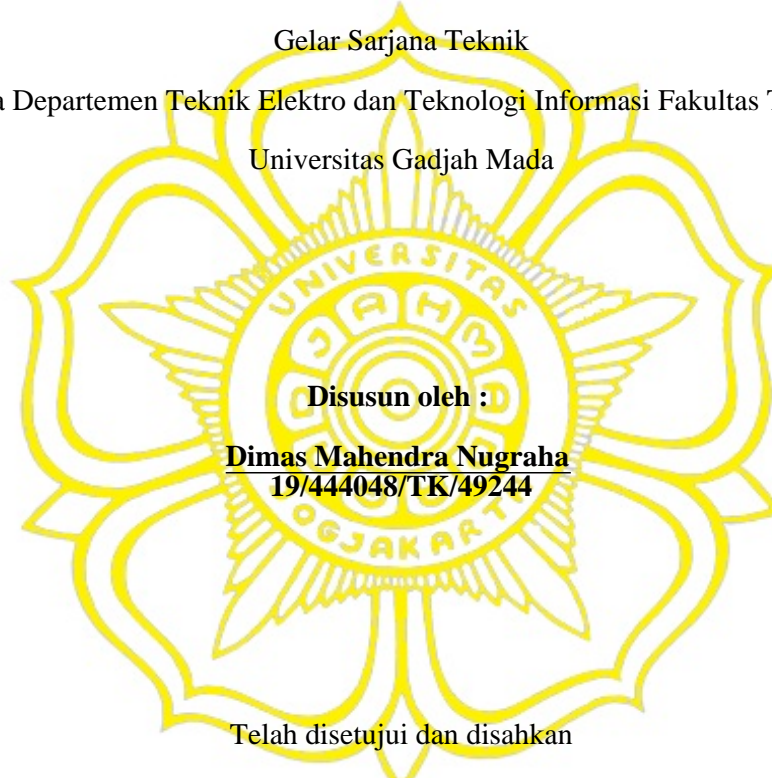 Gelar Sarjana Teknik
Departemen Teknik Elektro dan Teknologi Informasi Fakultas
Universitas Gadjah Mada
UNIVERSITAS
Disusun oleh :
Dimas Mahendra Nugraha
19/444048/TK/49244
OGJAKART
Telah disetujui dan disahkan